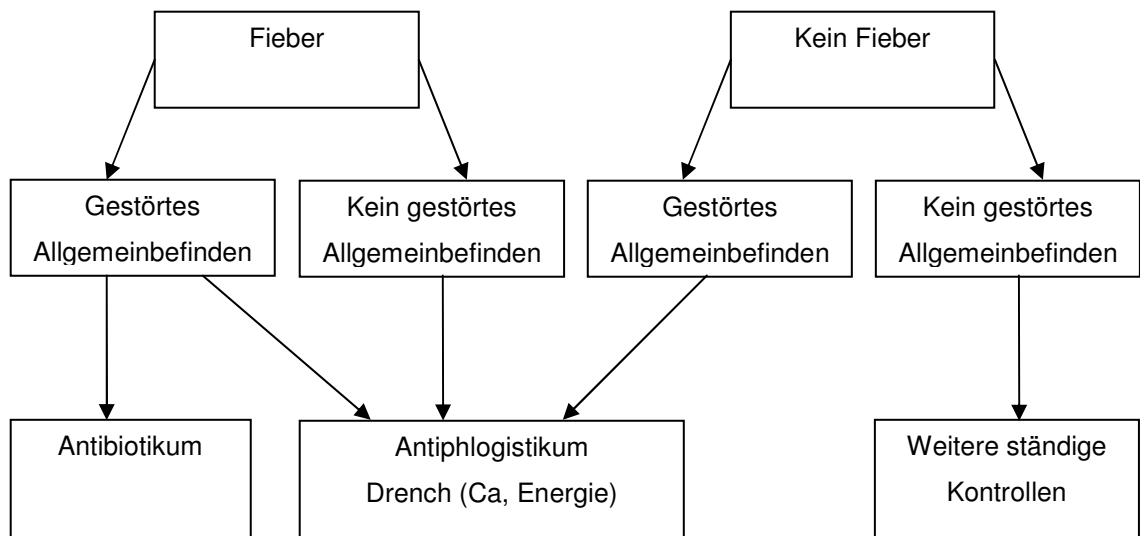 Fieber
Kein Fieber
Gestörtes
Allgemeinbefinden
Kein gestörtes
Allgemeinbefinden
Gestörtes
Allgemeinbefinden
Kein gestörtes
Allgemeinbefinden
Antibiotikum
Antiphlogistikum
Drench (Ca, Energie)
Weitere ständige
Kontrollen